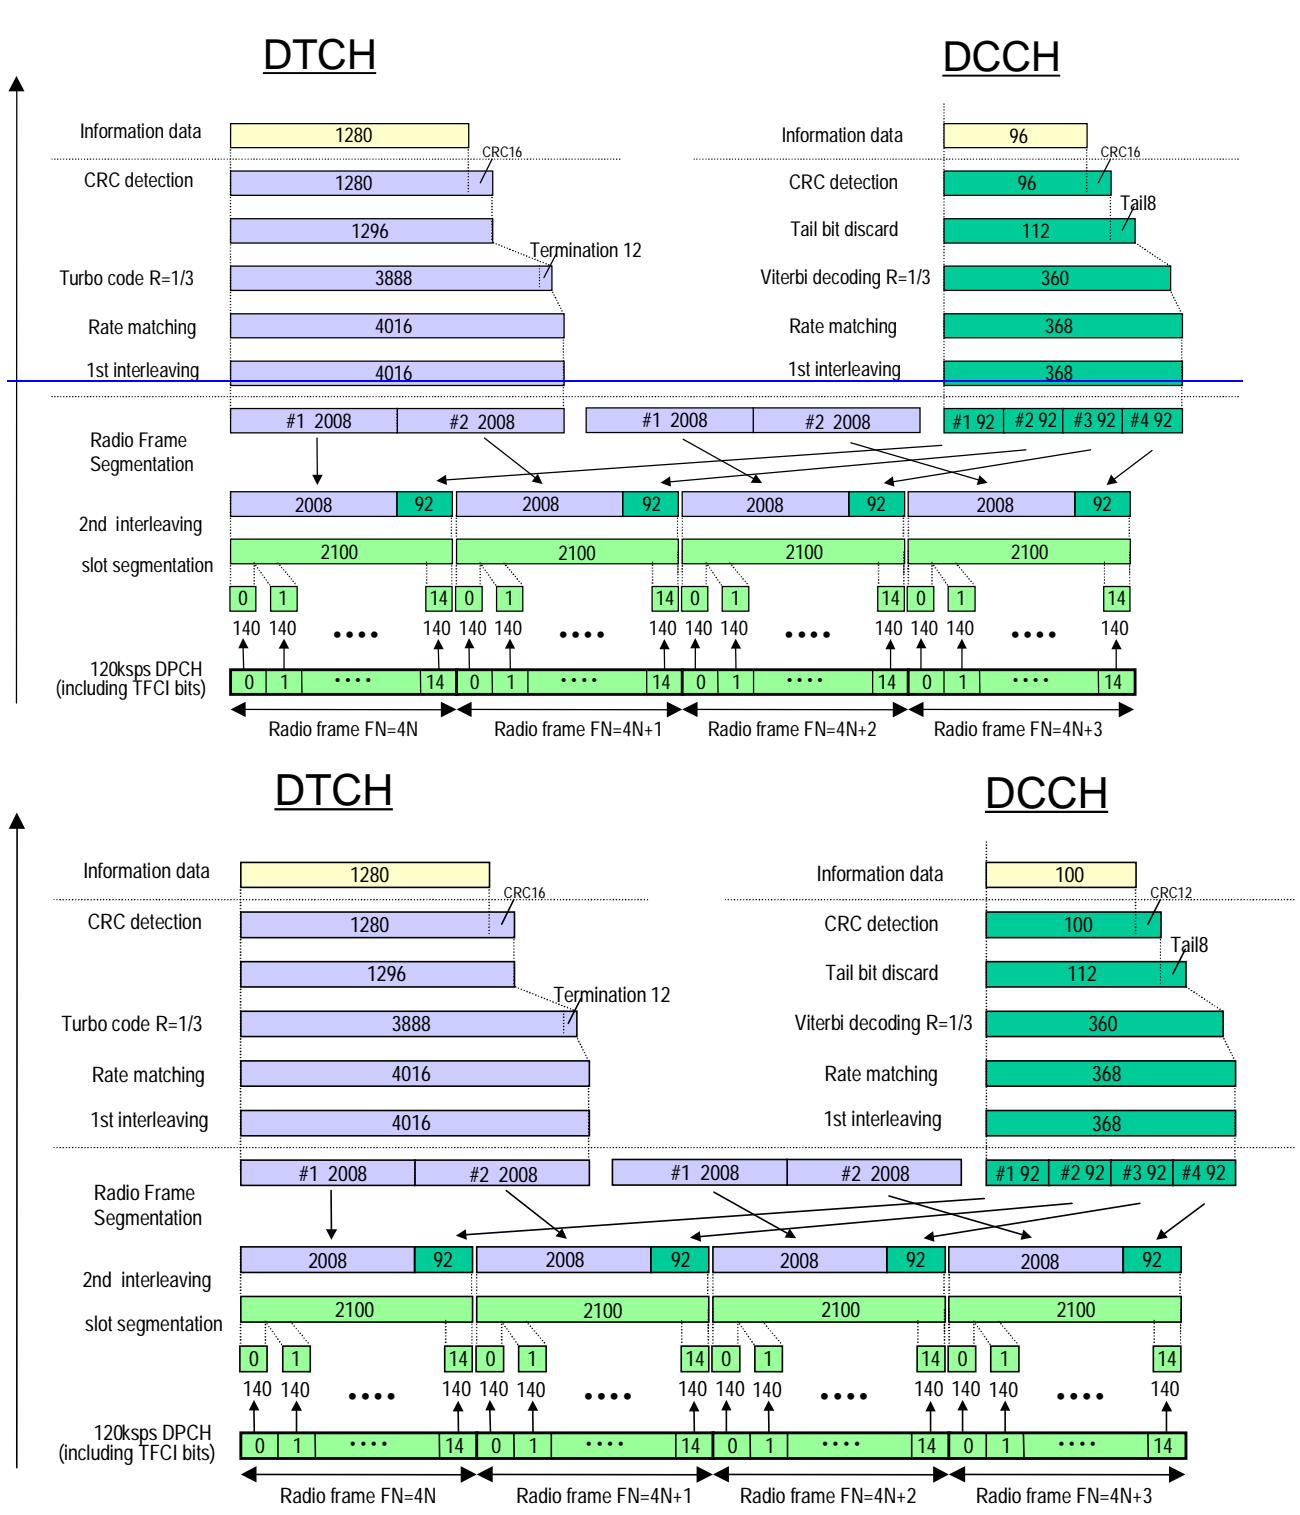 DTCH DCCH
Information data 1280 Information data 96
CRC16 CRC16
CRC detection 1280 CRC detection 96
Tail8
1296 Tail bit discard 112
Termination 12
Turbo code R=1/3 3888 Viterbi decoding R=1/3 360
Rate matching 4016 Rate matching 368
1st interleaving 4016 1st interleaving 368
#1 2008 #2 2008 #1 2008 #2 2008 #1 92 #2 92 #3 92 #4 92
Radio Frame
Segmentation
2008 92 2008 92 2008 92 2008 92
2nd interleaving
2100 2100 2100 2100
slot segmentation
0 1 14 0 1 14 0 1 14 0 1 14
140 140 •••• 140 140 140 •••• 140 140 140 •••• 140 140 140 •••• 140
120ksps DPCH
(including TFCI bits)
0 1 •••• 14 0 1 •••• 14 0 1 •••• 14 0 1 •••• 14
Radio frame FN=4N Radio frame FN=4N+1 Radio frame FN=4N+2 Radio frame FN=4N+3
DTCH DCCH
Information data 1280 Information data 100
CRC16 CRC12
CRC detection 1280 CRC detection 100
Tail8
1296 Tail bit discard 112
Termination 12
Turbo code R=1/3 3888 Viterbi decoding R=1/3 360
Rate matching 4016 Rate matching 368
1st interleaving 4016 1st interleaving 368
#1 2008 #2 2008 #1 2008 #2 2008 #1 92 #2 92 #3 92 #4 92
Radio Frame
Segmentation
2008 92 2008 92 2008 92 2008 92
2nd interleaving
2100 2100 2100 2100
slot segmentation
0 1 14 0 1 14 0 1 14 0 1 14
140 140 •••• 140 140 140 •••• 140 140 140 •••• 140 140 140 •••• 140
120ksps DPCH
(including TFCI bits)
0 1 •••• 14 0 1 •••• 14 0 1 •••• 14 0 1 •••• 14
Radio frame FN=4N Radio frame FN=4N+1 Radio frame FN=4N+2 Radio frame FN=4N+3